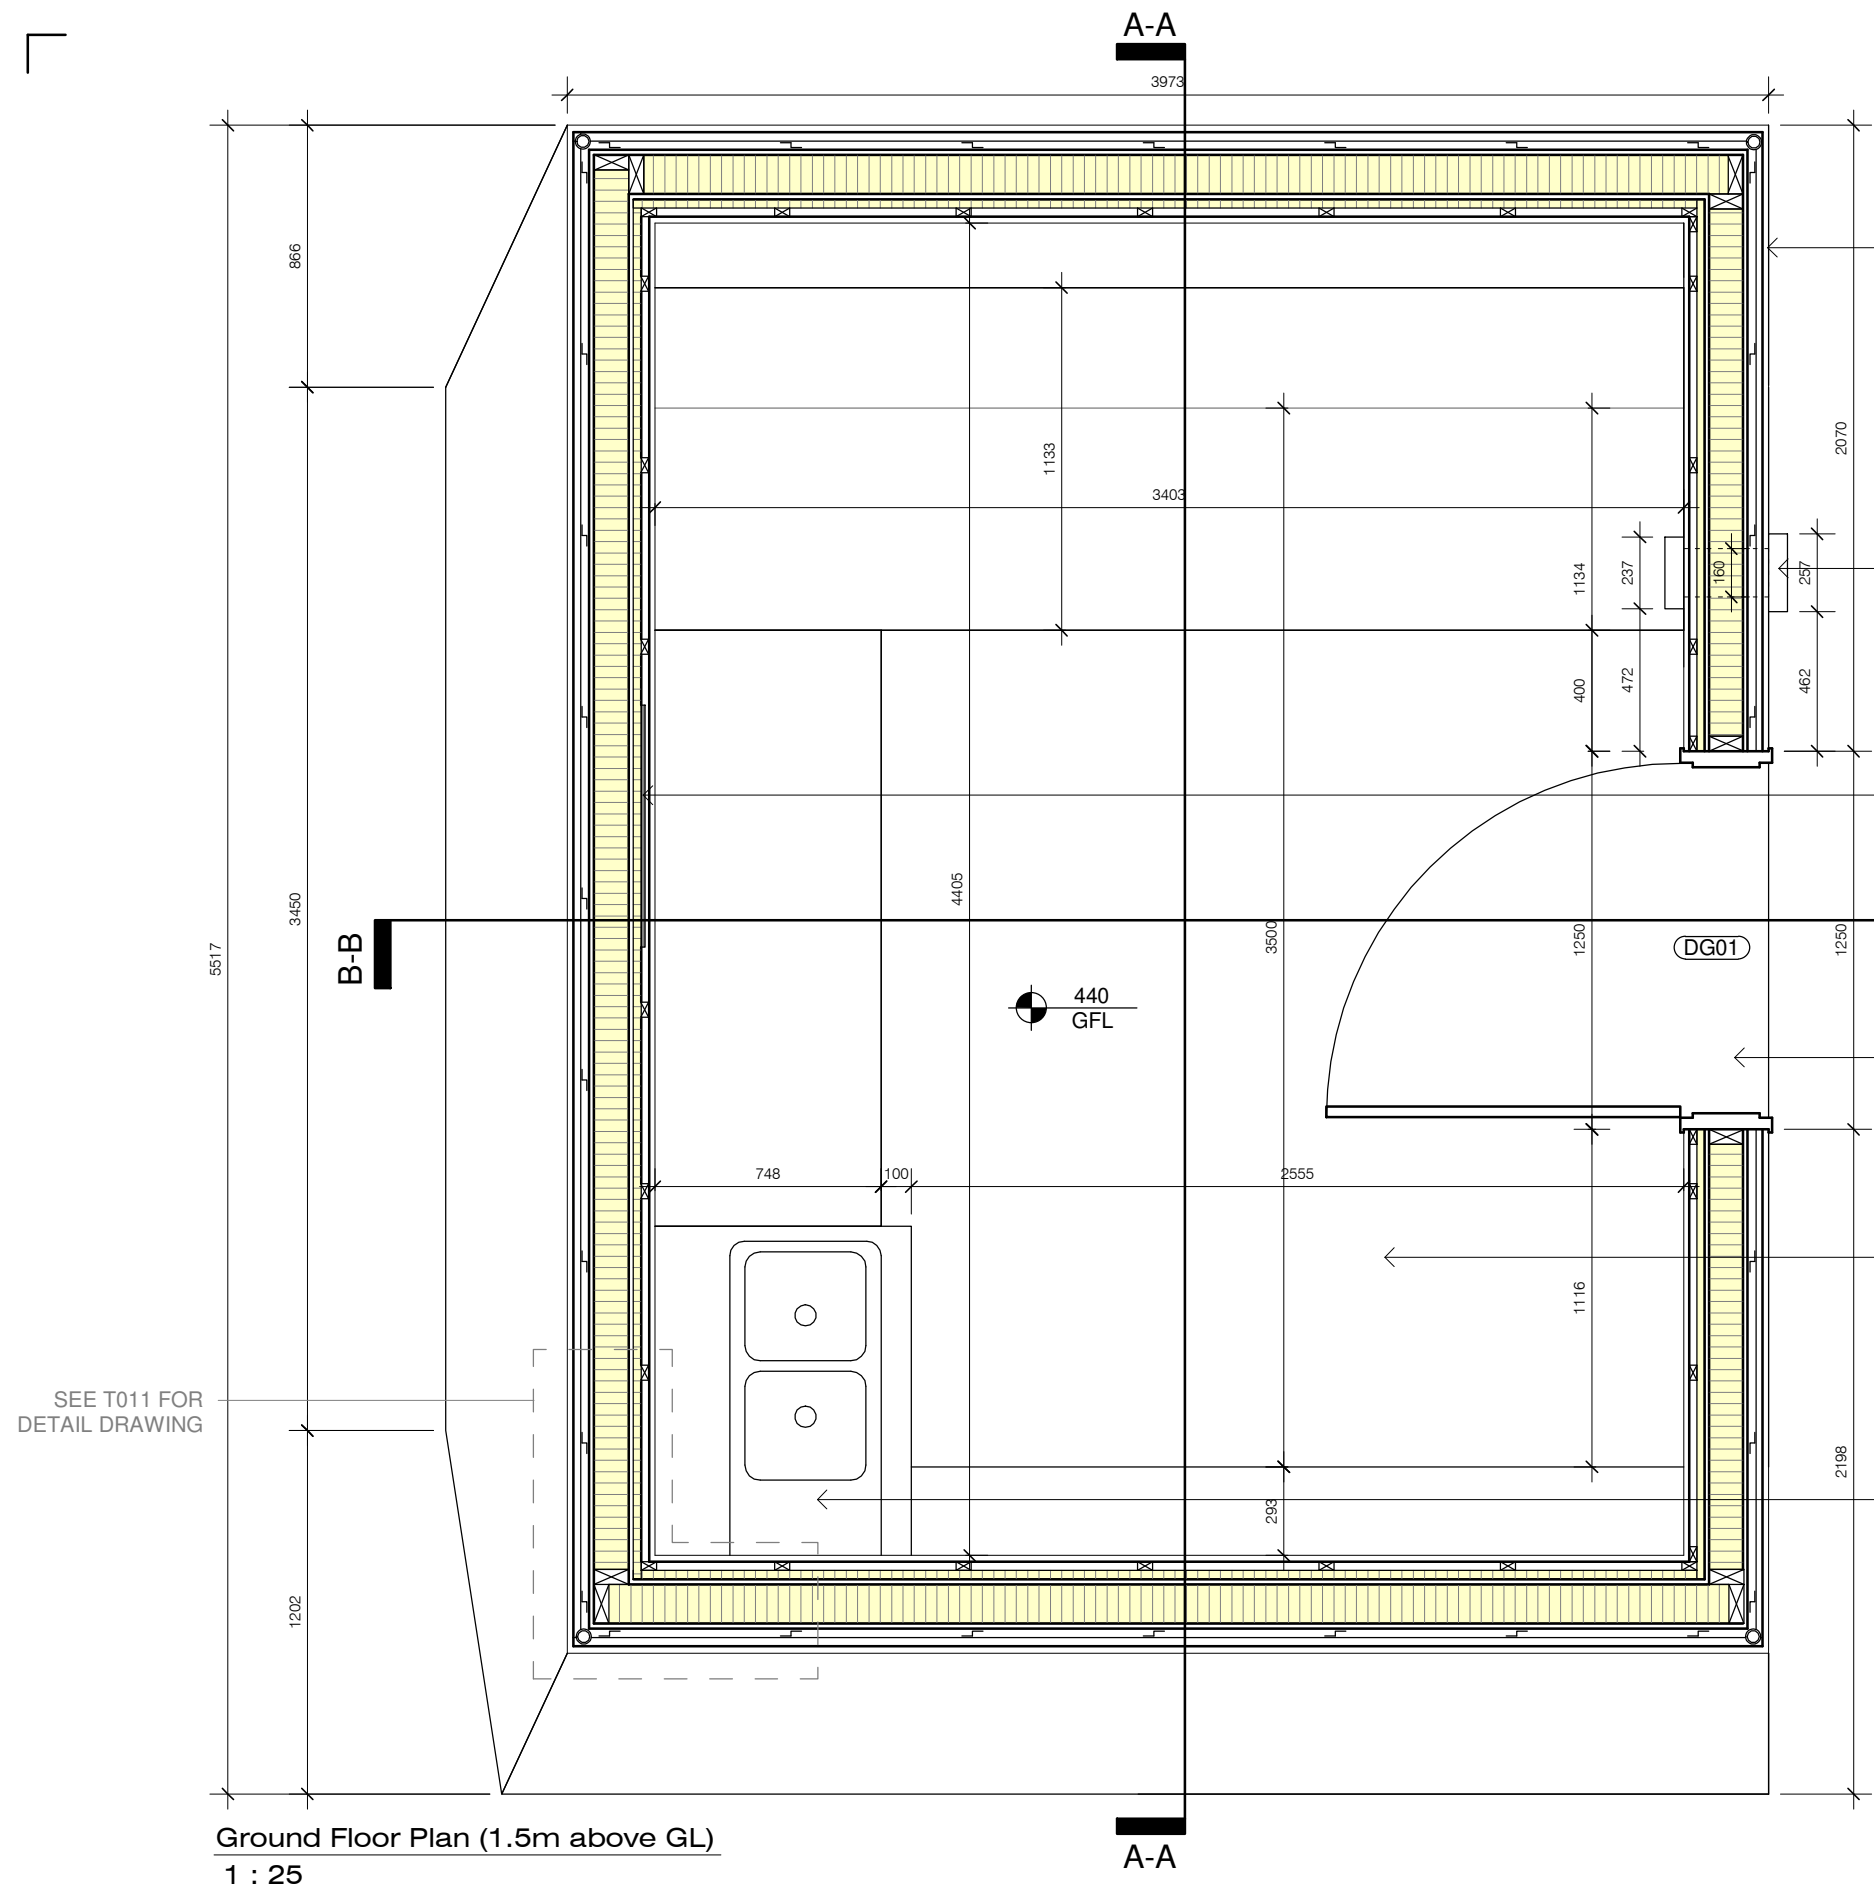 A-A
3973
866
2070
1133
3403
1134
237
160
257
400
472
462
4405
3450
5517
B-B
3500
1250
DG01
1250
440
GFL
748
100
2555
1116
SEE T011 FOR
DETAIL DRAWING
2198
293
1202
Ground Floor Plan (1.5m above GL)
1 : 25
A-A